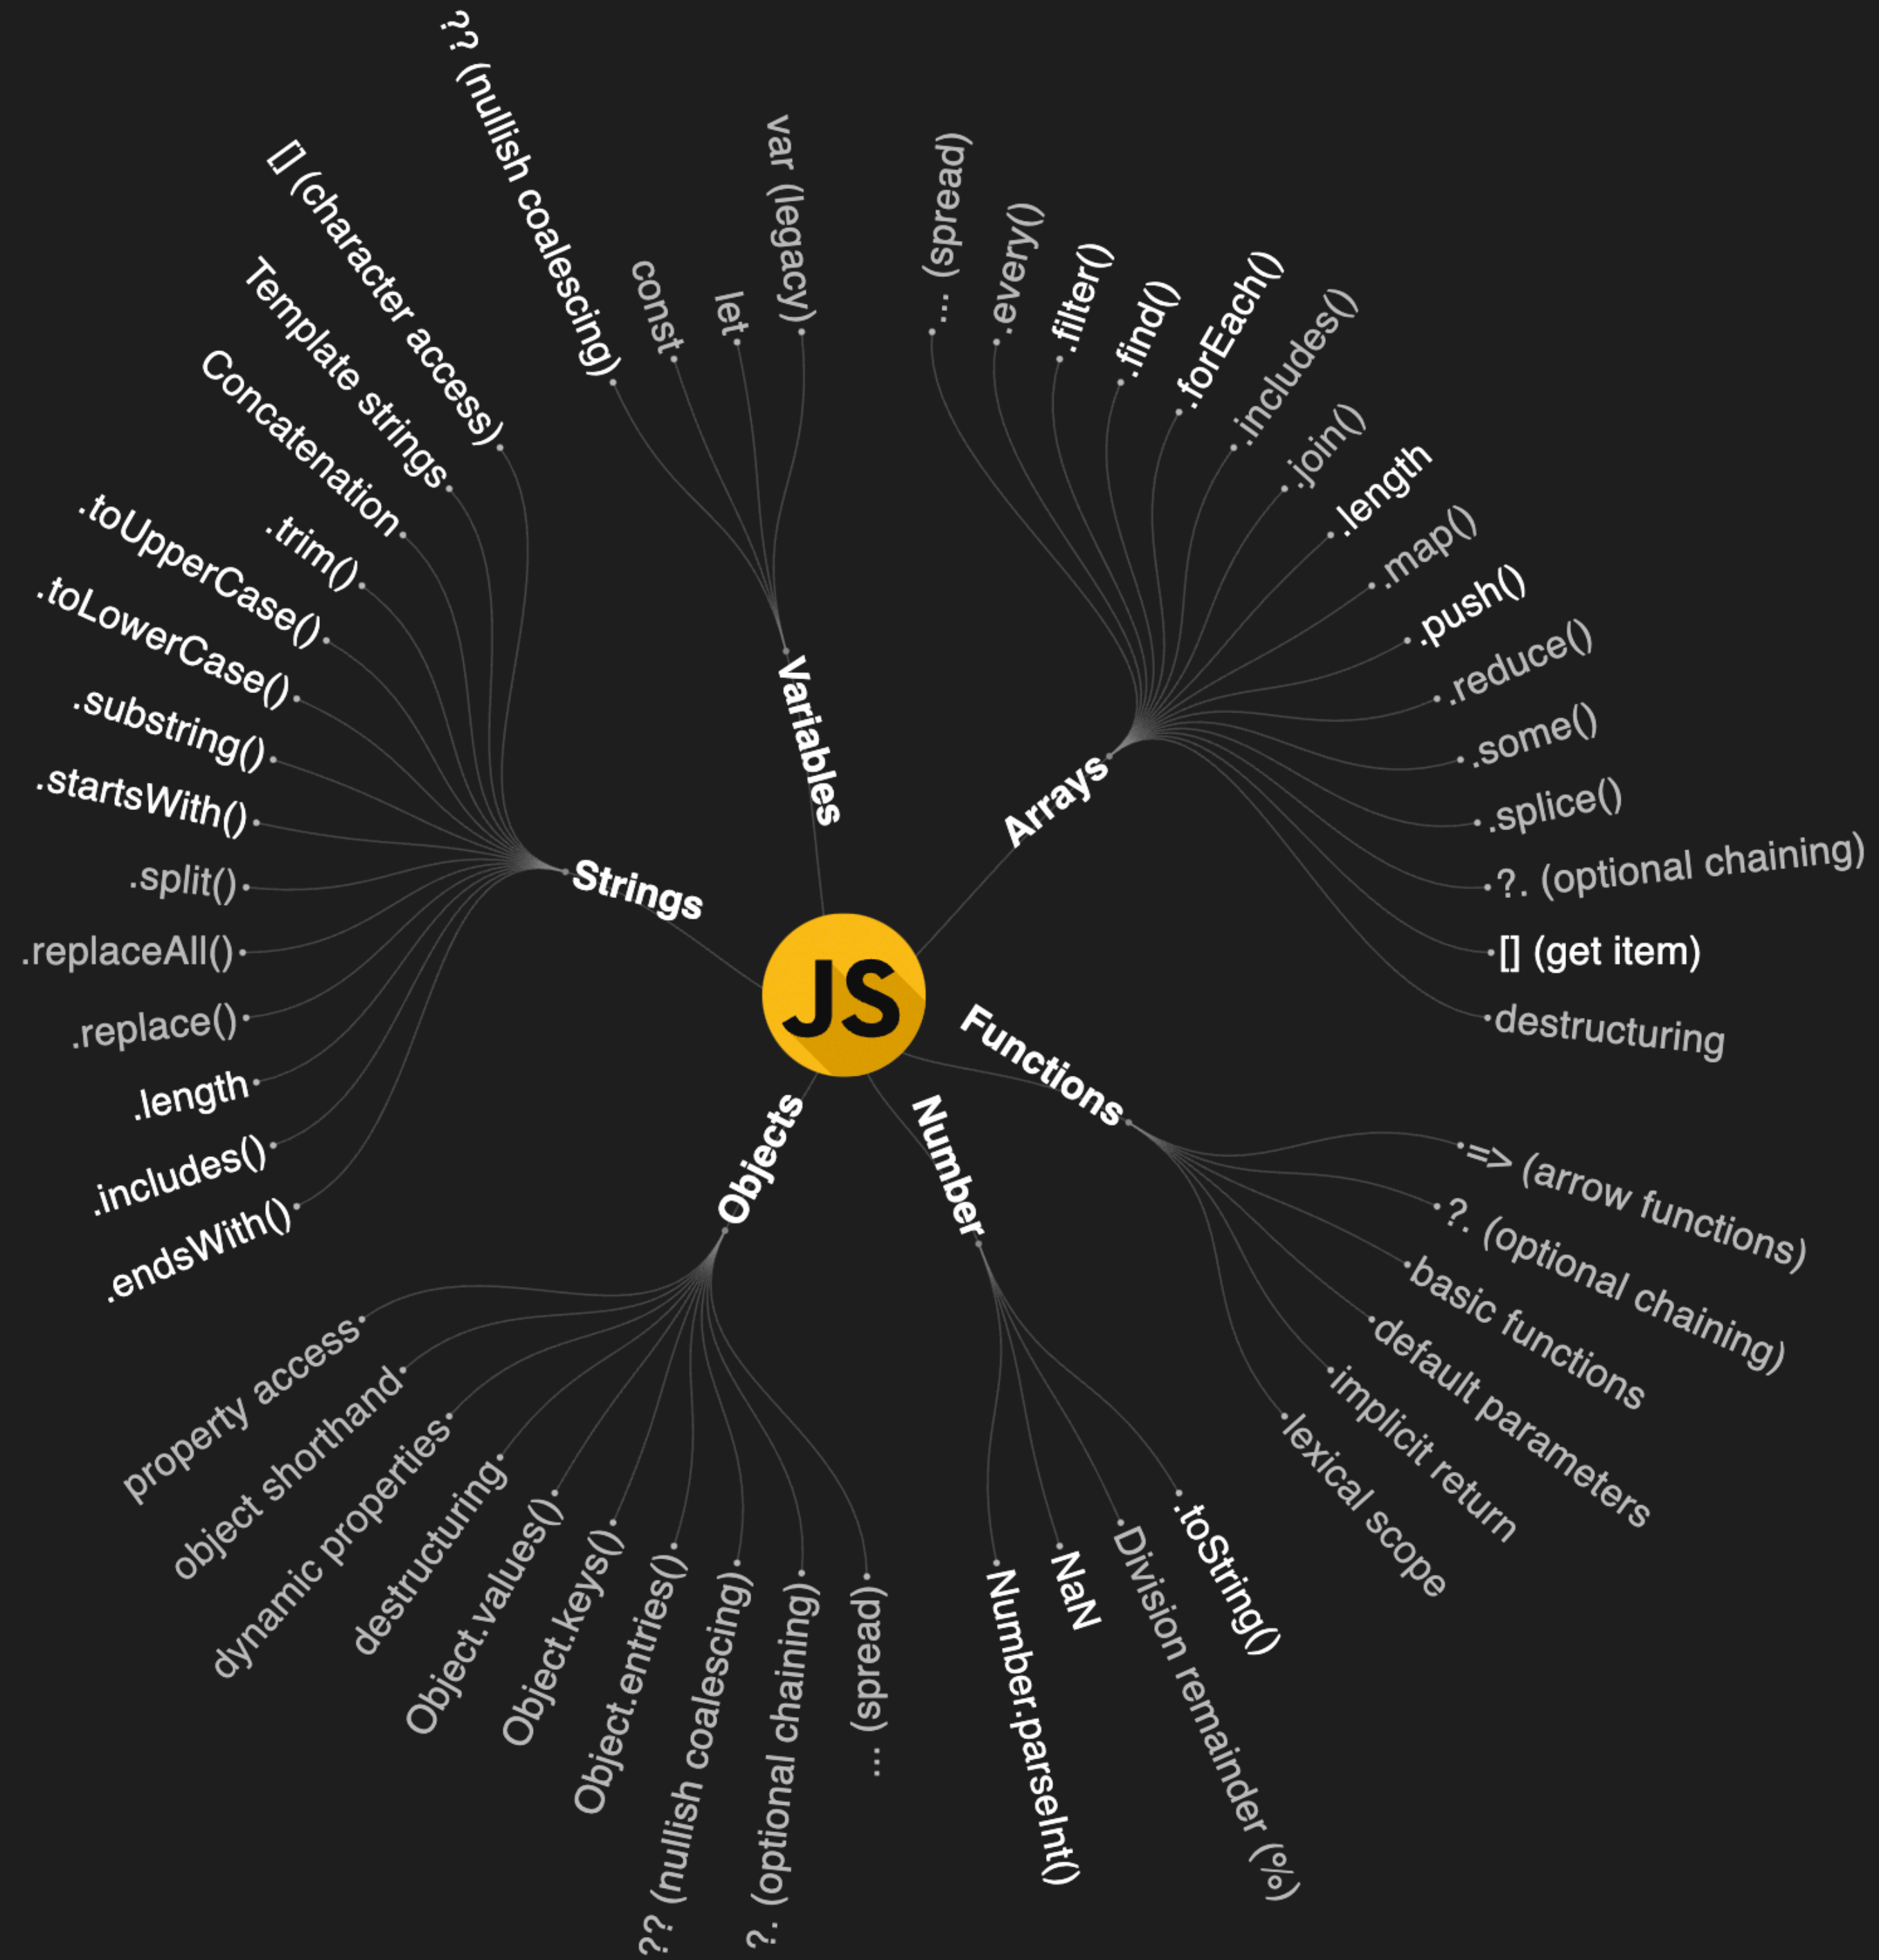 JS
Variables
?? (nullish coalescing)
const
let
var (legacy)
Arrays
... (spread)
.every()
.filter()
.find()
.forEach()
.includes()
.join()
.length
.map()
.push()
.reduce()
.some()
.splice()
?. (optional chaining)
[] (get item)
destructuring
Functions
=> (arrow functions)
?. (optional chaining)
basic functions
default parameters
implicit return
lexical scope
Number
.toString()
Division remainder (%)
NaN
Number.parseInt()
Objects
... (spread)
?. (optional chaining)
?? (nullish coalescing)
Object.entries()
Object.keys()
Object.values()
destructuring
dynamic properties
object shorthand
property access
Strings
.endsWith()
.includes()
.length
.replace()
.replaceAll()
.split()
.startsWith()
.substring()
.toLowerCase()
.toUpperCase()
.trim()
Concatenation
Template strings
[] (character access)